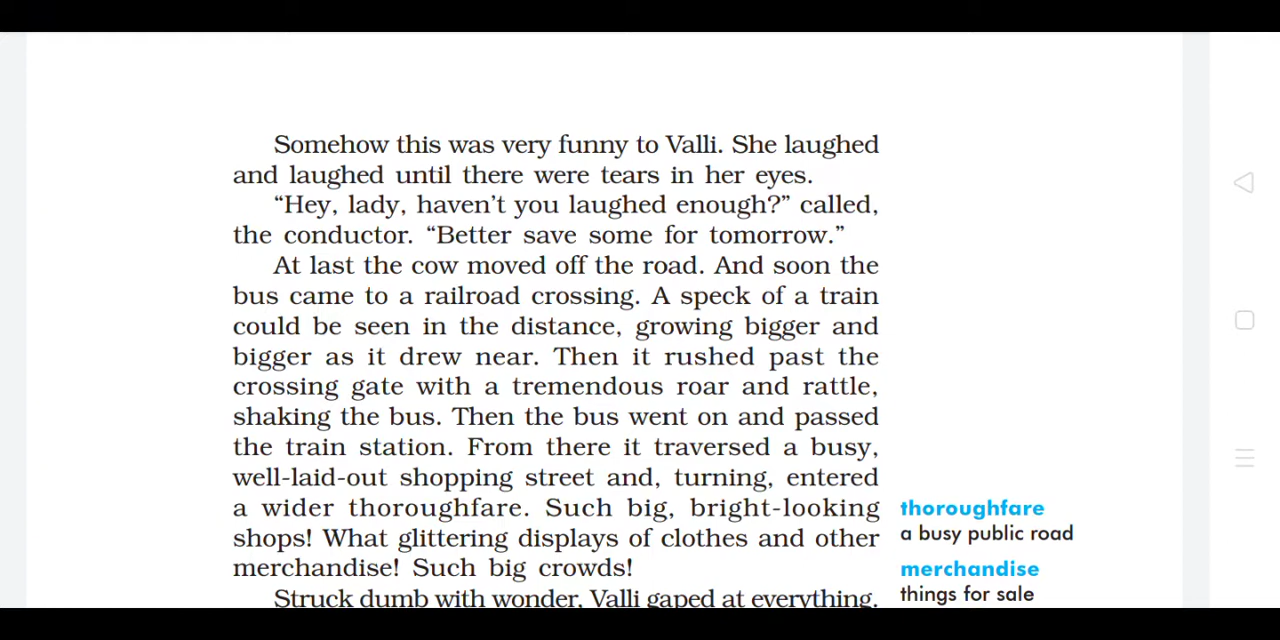 Somehow this was very funny to Valli. She laughed
and laughed until there were tears in her eyes.
“Hey, lady, haven’t you laughed enough?” called,
the conductor. “Better save some for tomorrow.”
At last the cow moved off the road. And soon the
bus came to a railroad crossing. A speck of a train
could be seen in the distance, growing bigger and
bigger as it drew near. Then it rushed past the
crossing gate with a tremendous roar and rattle,
shaking the bus. Then the bus went on and passed
the train station. From there it traversed a busy,
well-laid-out shopping street and, turning, entered
a wider thoroughfare. Such big, bright-looking
shops! What glittering displays of clothes and other
merchandise! Such big crowds!
Struck dumb with wonder, Valli gaped at everything.
thoroughfare
a busy public road
merchandise
things for sale